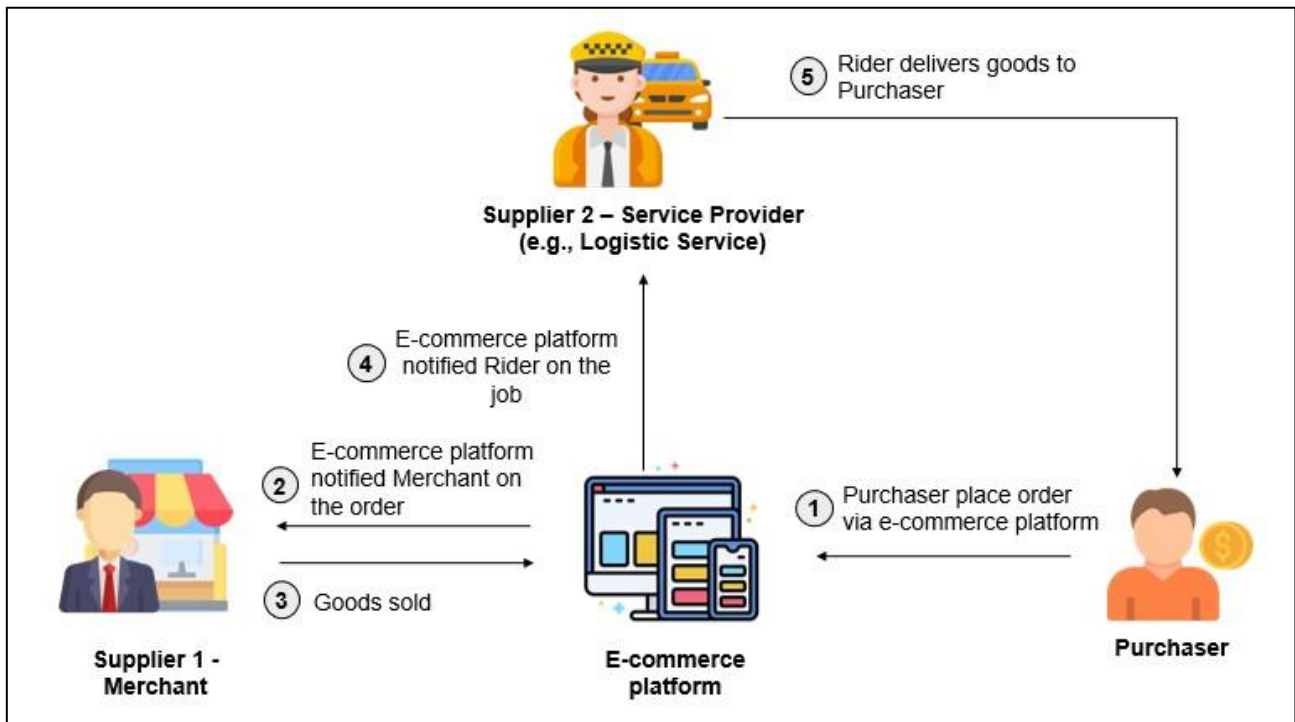 5
Rider delivers goods to
Purchaser
Supplier 2 – Service Provider
(e.g., Logistic Service)
4
E-commerce platform
notified Rider on the
job
2
E-commerce platform
notified Merchant on
the order
1
Purchaser place order
via e-commerce platform
3
Goods sold
$
Supplier 1 -
Merchant
E-commerce
platform
Purchaser